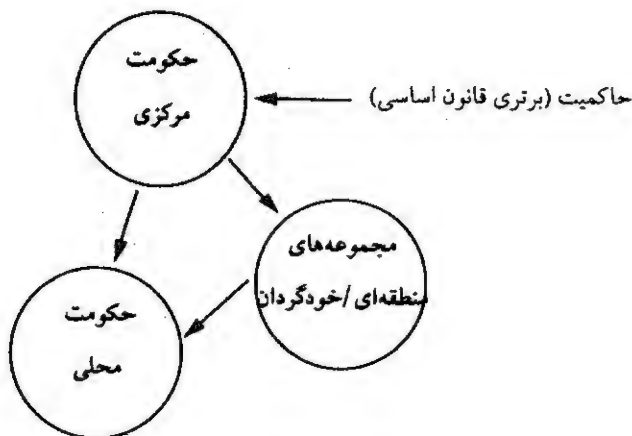 حکومت
مرکزی
حاکمیت (برتری قانون اساسی)
مجموعه‌های
منطقه‌ای/خودگردان
حکومت
محلی